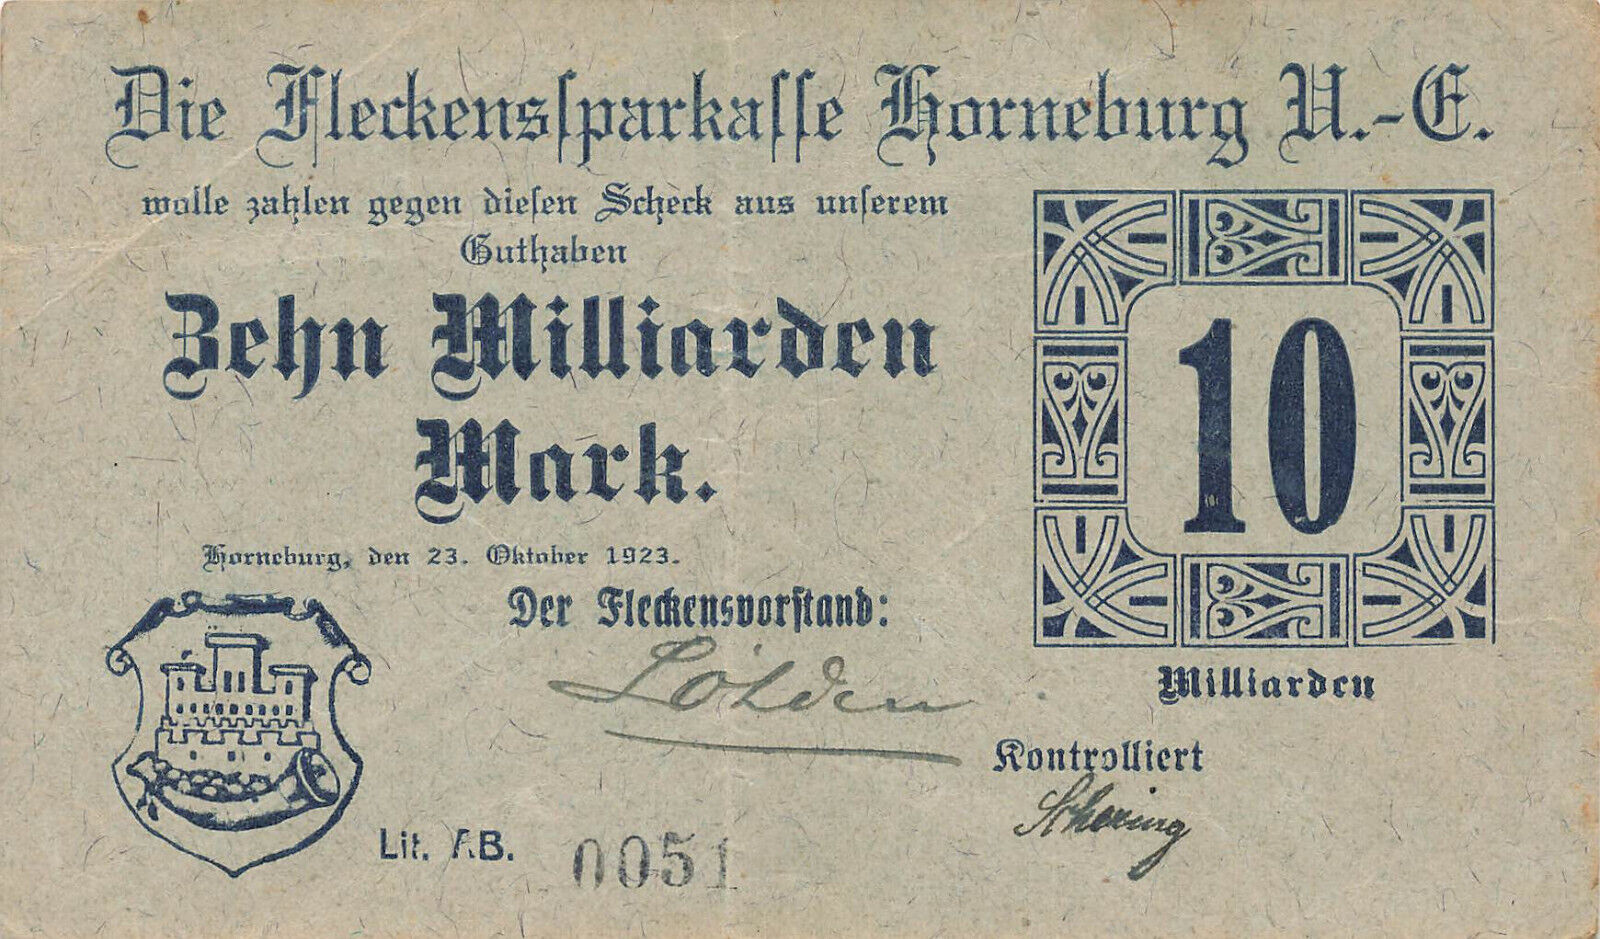 Die Fleckensſparkaſſe Horneburg U.-E.
wolle zahlen gegen dieſen Scheck aus unſerem
Guthaben
Zehn Milliarden
Mark.
10
Horneburg, den 23. Oktober 1923.
Der Fleckensvorſtand:
Milliarden
Kontrolliert
Schering
Lit. AB.
0051